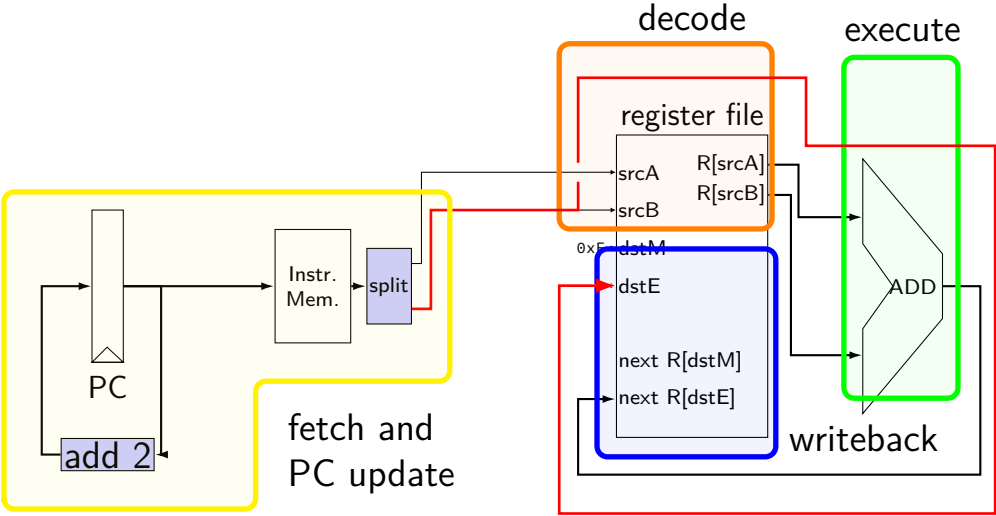 decode
execute
register file
srcA
R[srcA]
R[srcB]
srcB
0xF
dstM
Instr.
Mem.
split
dstE
ADD
PC
next R[dstM]
next R[dstE]
fetch and
PC update
writeback
add 2